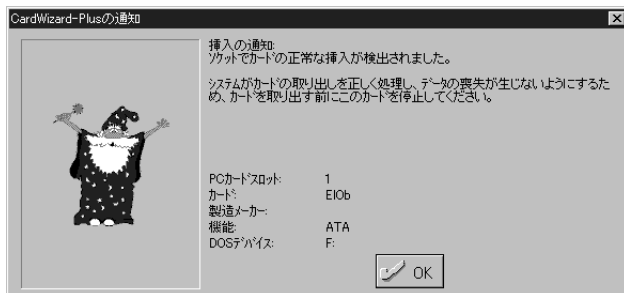 CardWizard-Plusの通知
挿入の通知:
ｿｹｯﾄでｶｰﾄﾞの正常な挿入が検出されました。
ｼｽﾃﾑがｶｰﾄﾞの取り出しを正しく処理し、ﾃﾞｰﾀの喪失が生じないようにするた
め、ｶｰﾄﾞを取り出す前にこのｶｰﾄﾞを停止してください。
PCｶｰﾄﾞｽﾛｯﾄ: 1
ｶｰﾄﾞ: EIOb
製造ﾒｰｶｰ:
機能: ATA
DOSﾃﾞﾊﾞｲｽ: F:
OK